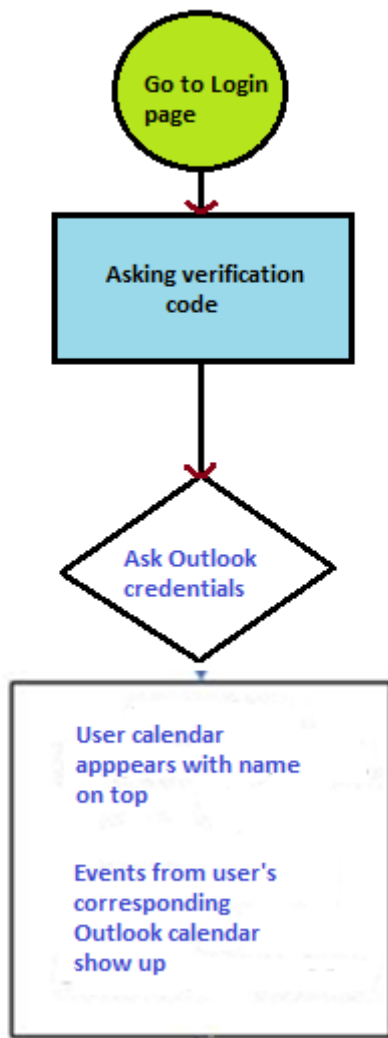 Go to Login
page
Asking verification
code
Ask Outlook
credentials
User calendar
apppears with name
on top
Events from user's
corresponding
Outlook calendar
show up